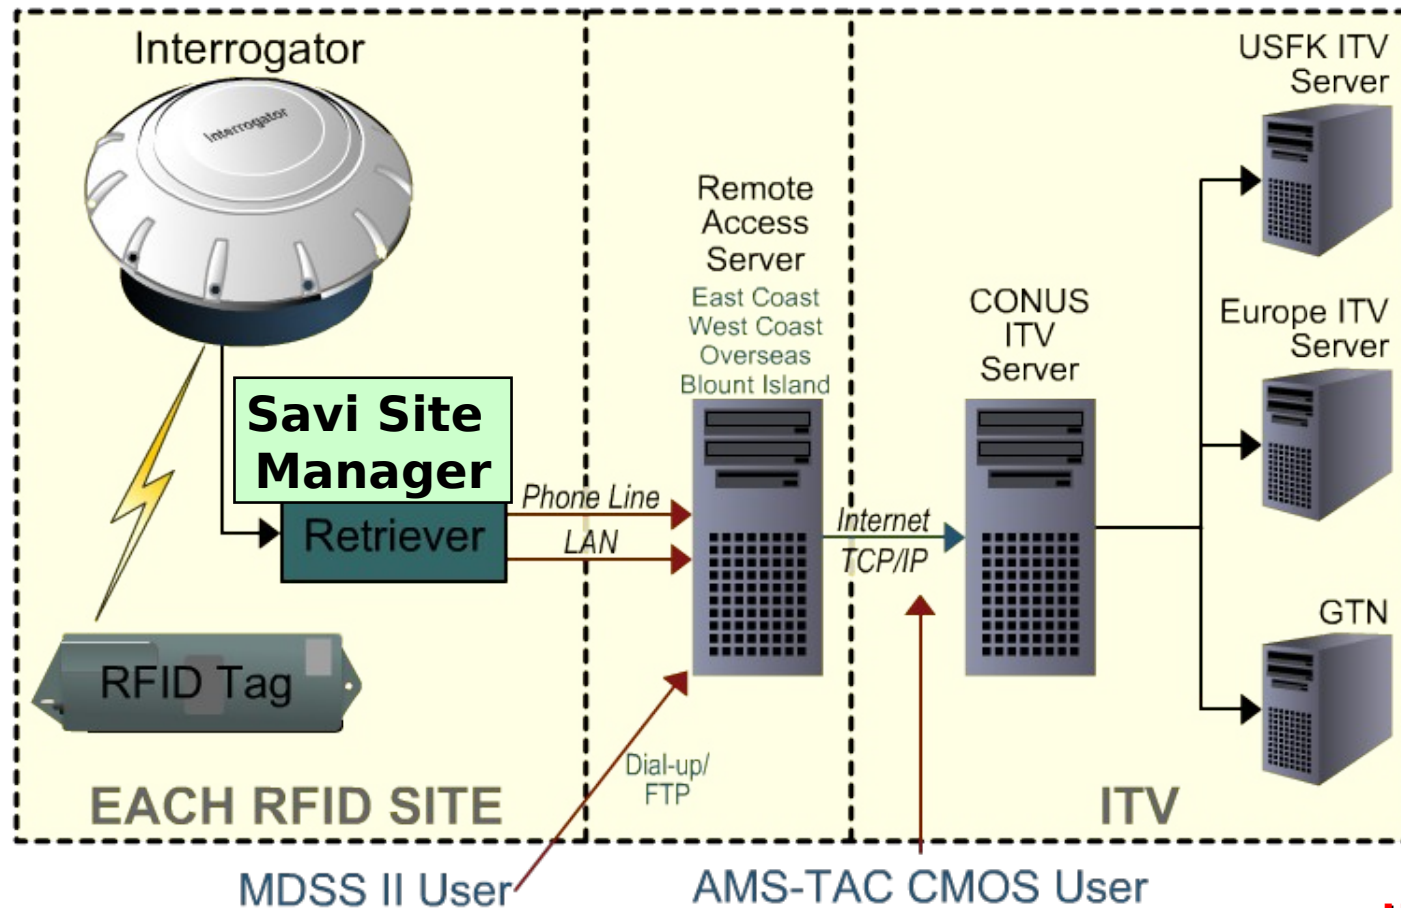 Interrogator
Interrogator
Savi Site
Manager
Retriever
RFID Tag
EACH RFID SITE
Phone Line
LAN
Remote
Access
Server
East Coast
West Coast
Overseas
Blount Island
Dial-up/
FTP
Internet
TCP/IP
CONUS
ITV
Server
USFK ITV
Server
Europe ITV
Server
GTN
ITV
MDSS II User
AMS-TAC CMOS User